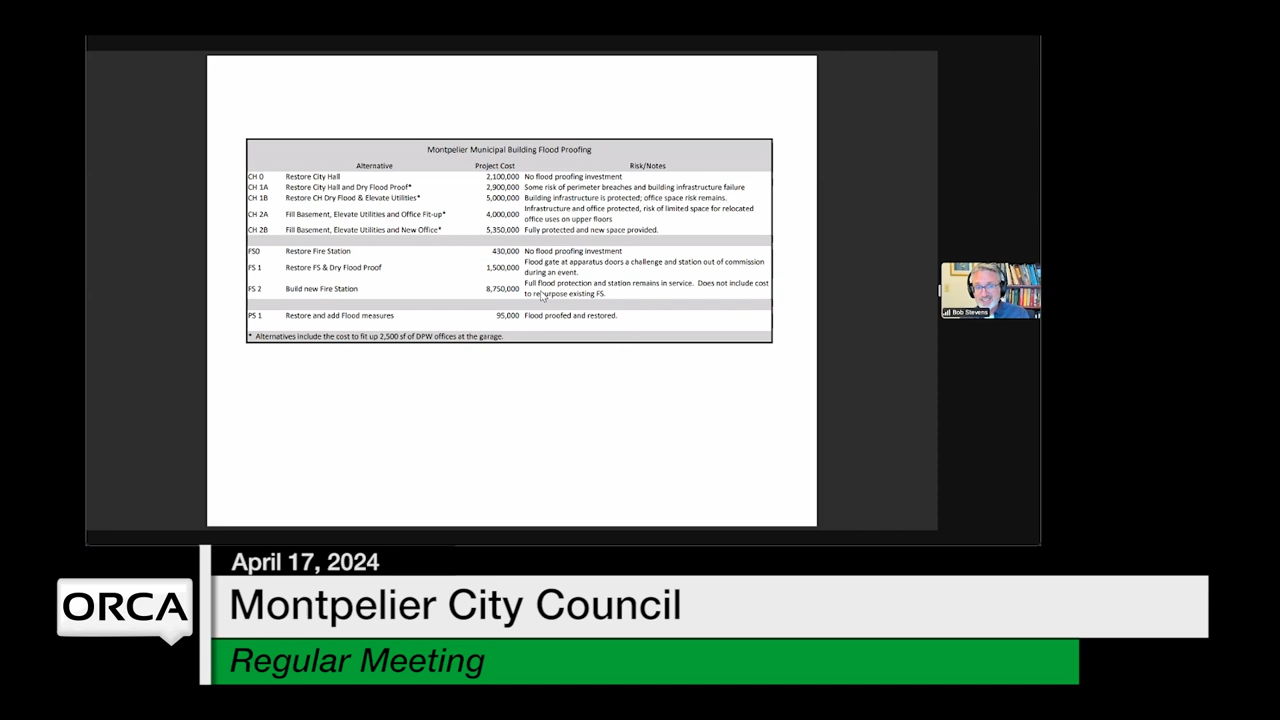 Montpelier Municipal Building Flood Proofing
Alternative Project Cost Risk/Notes
CH 0 Restore City Hall 2,100,000 No flood proofing investment
CH 1A Restore City Hall and Dry Flood Proof* 2,900,000 Some risk of perimeter breaches and building infrastructure failure
CH 1B Restore CH Dry Flood & Elevate Utilities* 5,000,000 Building infrastructure is protected; office space risk remains.
CH 2A Fill Basement, Elevate Utilities and Office Fit-up* 4,000,000 Infrastructure and office protected, risk of limited space for relocated
office uses on upper floors
CH 2B Fill Basement, Elevate Utilities and New Office* 5,350,000 Fully protected and new space provided.
FS0 Restore Fire Station 430,000 No flood proofing investment
FS 1 Restore FS & Dry Flood Proof 1,500,000 Flood gate at apparatus doors a challenge and station out of commission
during an event.
FS 2 Build new Fire Station 8,750,000 Full flood protection and station remains in service. Does not include cost
to repurpose existing FS.
PS 1 Restore and add Flood measures 95,000 Flood proofed and restored.
* Alternatives include the cost to fit up 2,500 sf of DPW offices at the garage.
Bob Stevens
April 17, 2024
ORCA
Montpelier City Council
Regular Meeting